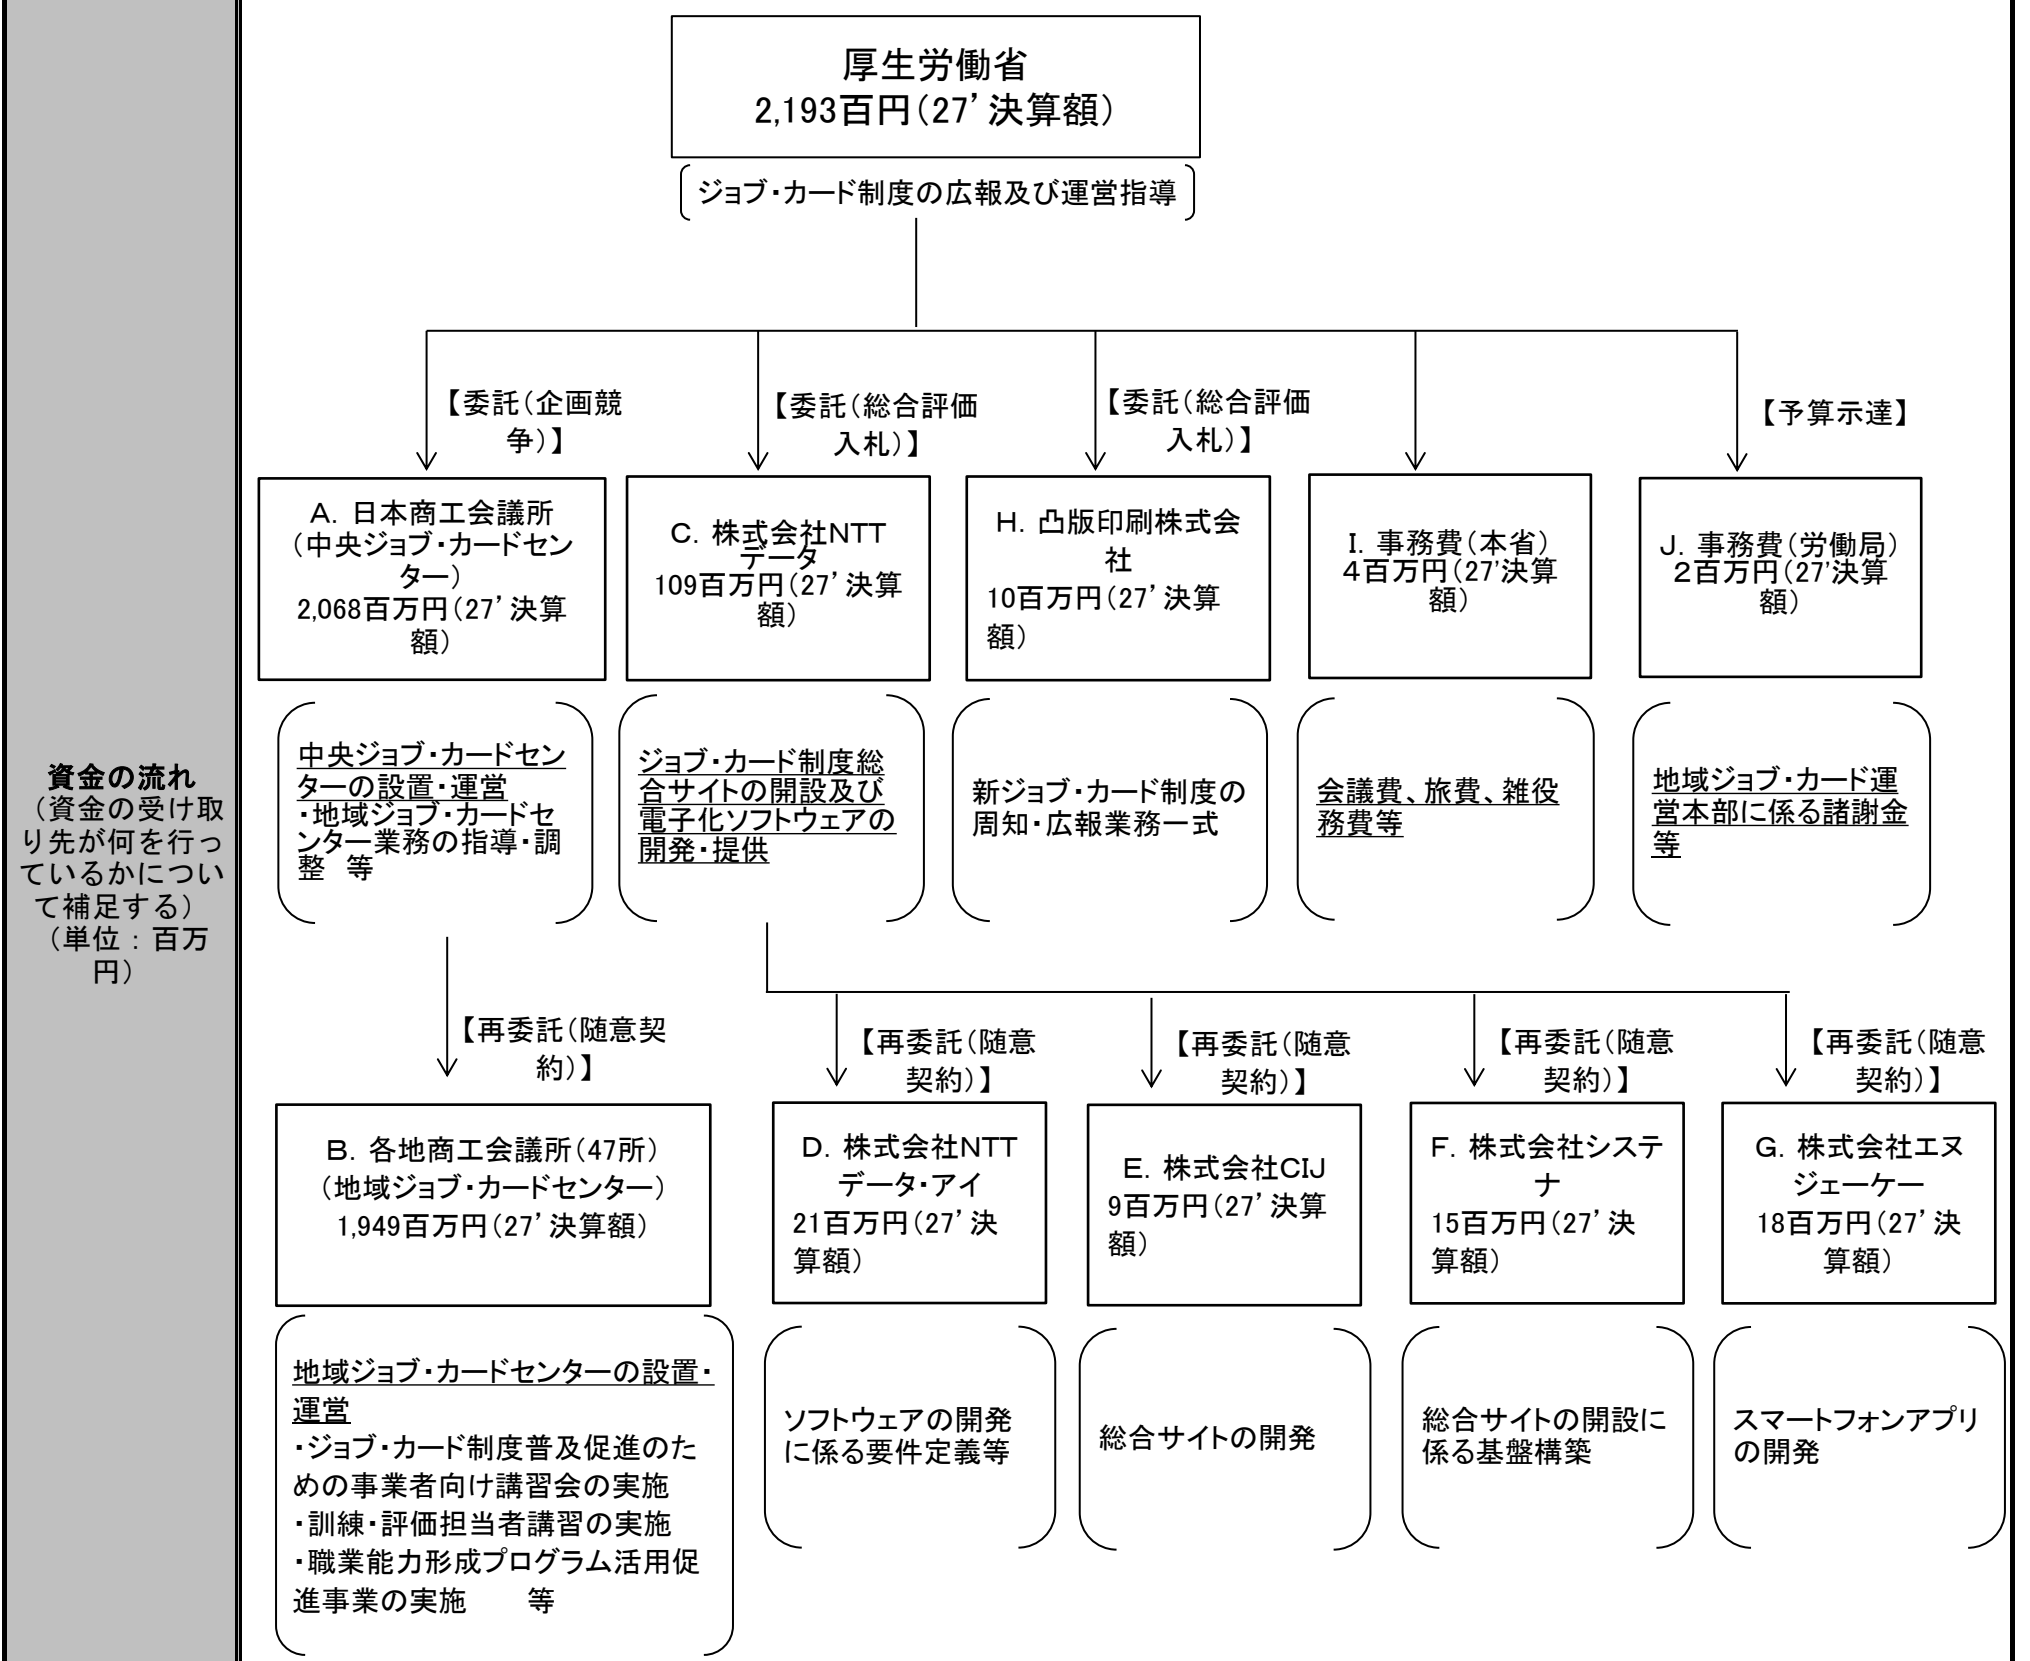 厚生労働省
2,193百円（27’決算額）
ジョブ・カード制度の広報及び運営指導
【委託（企画競
争）】
【委託（総合評価
入札）】
【委託（総合評価
入札）】
【予算示達】
A．日本商工会議所
（中央ジョブ・カードセン
ター）
2,068百万円（27’決算
額）
C．株式会社NTT
データ
109百万円（27’決算
額）
H．凸版印刷株式会
社
10百万円（27’決算
額）
I．事務費（本省）
4百万円（27'決算
額）
J．事務費（労働局）
2百万円（27'決算
額）
中央ジョブ・カードセン
ターの設置・運営
・地域ジョブ・カードセ
ンター業務の指導・調
整　等
ジョブ・カード制度総
合サイトの開設及び
電子化ソフトウェアの
開発・提供
新ジョブ・カード制度の
周知・広報業務一式
会議費、旅費、雑役
務費等
地域ジョブ・カード運
営本部に係る諸謝金
等
資金の流れ
（資金の受け取
り先が何を行っ
ているかについ
て補足する）
（単位：百万
円）
【再委託（随意契
約）】
【再委託（随意
契約）】
【再委託（随意
契約）】
【再委託（随意
契約）】
【再委託（随意
契約）】
B．各地商工会議所（47所）
（地域ジョブ・カードセンター）
1,949百万円（27’決算額）
D．株式会社NTT
データ・アイ
21百万円（27’決
算額）
E．株式会社CIJ
9百万円（27’決算
額）
F．株式会社システ
ナ
15百万円（27’決
算額）
G．株式会社エヌ
ジェーケー
18百万円（27’決
算額）
地域ジョブ・カードセンターの設置・
運営
・ジョブ・カード制度普及促進のた
めの事業者向け講習会の実施
・訓練・評価担当者講習の実施
・職業能力形成プログラム活用促
進事業の実施　　等
ソフトウェアの開発
に係る要件定義等
総合サイトの開発
総合サイトの開設に
係る基盤構築
スマートフォンアプリ
の開発